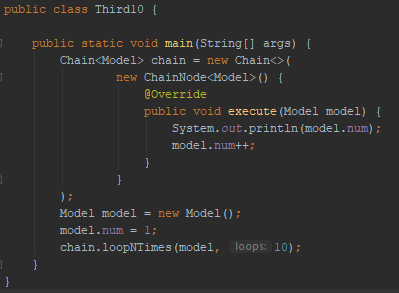 public class Third10 {
public static void main(String[] args) {
Chain<Model> chain = new Chain<>(
new ChainNode<Model>() {
@Override
public void execute(Model model) {
System.out.println(model.num);
model.num++;
}
}
);
Model model = new Model();
model.num = 1;
chain.loopNTimes(model, loops: 10);
}
}